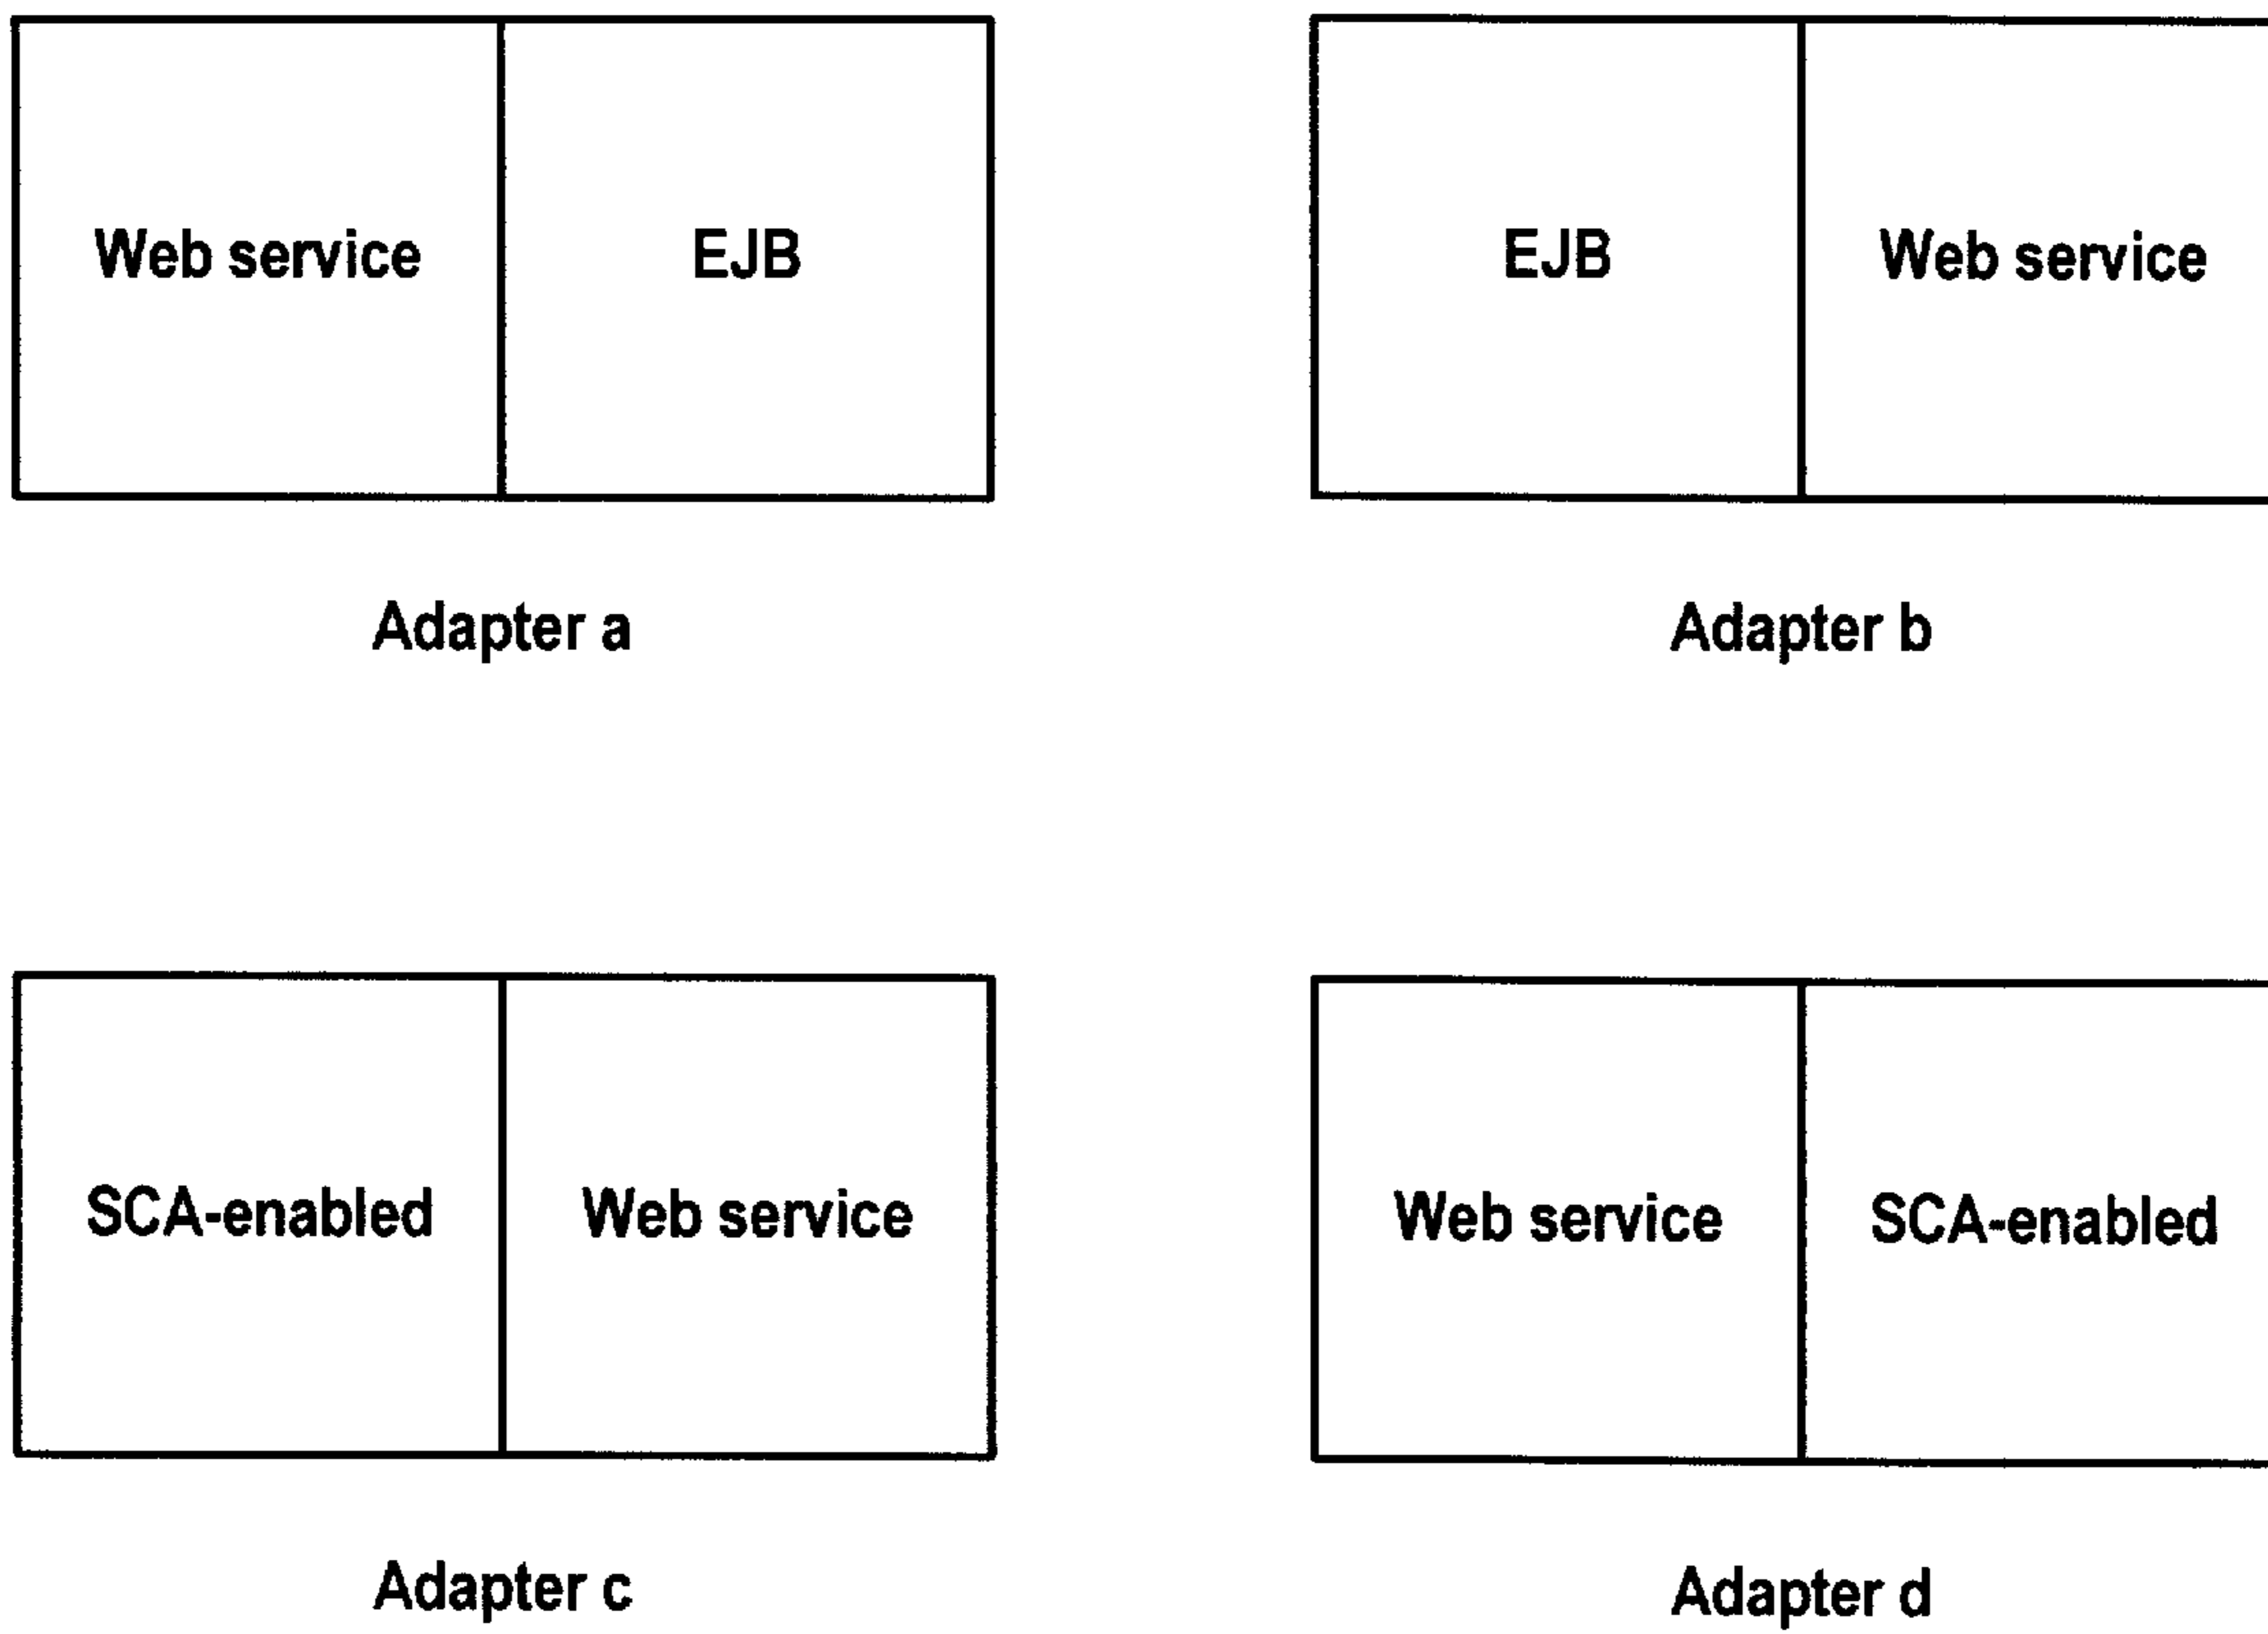 Web service EJB
EJB Web service
Adapter a
Adapter b
SCA-enabled Web service
Web service SCA-enabled
Adapter c
Adapter d